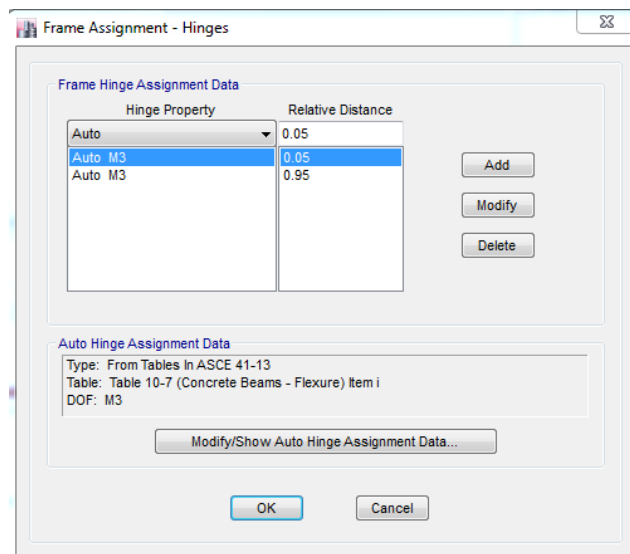 Frame Assignment - Hinges
Frame Hinge Assignment Data
Hinge Property Relative Distance
Auto 0.05
Auto M3 0.05
Auto M3 0.95
Add
Modify
Delete
Auto Hinge Assignment Data
Type: From Tables In ASCE 41-13
Table: Table 10-7 (Concrete Beams - Flexure) Item i
DOF: M3
Modify/Show Auto Hinge Assignment Data...
OK Cancel